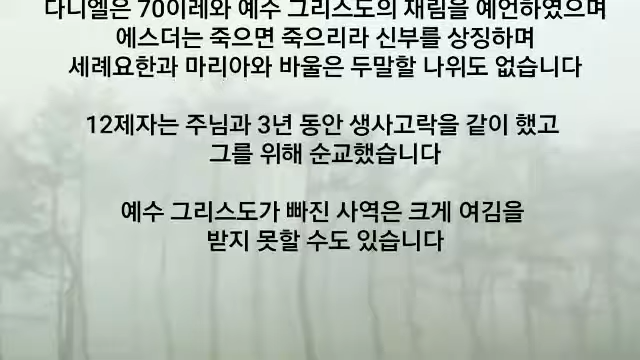 다니엘은 70이레와 예수 그리스도의 재림을 예언하였으며
에스더는 죽으면 죽으리라 신부를 상징하며
세례요한과 마리아와 바울은 두말할 나위도 없습니다
12제자는 주님과 3년 동안 생사고락을 같이 했고
그를 위해 순교했습니다
예수 그리스도가 빠진 사역은 크게 여김을
받지 못할 수도 있습니다